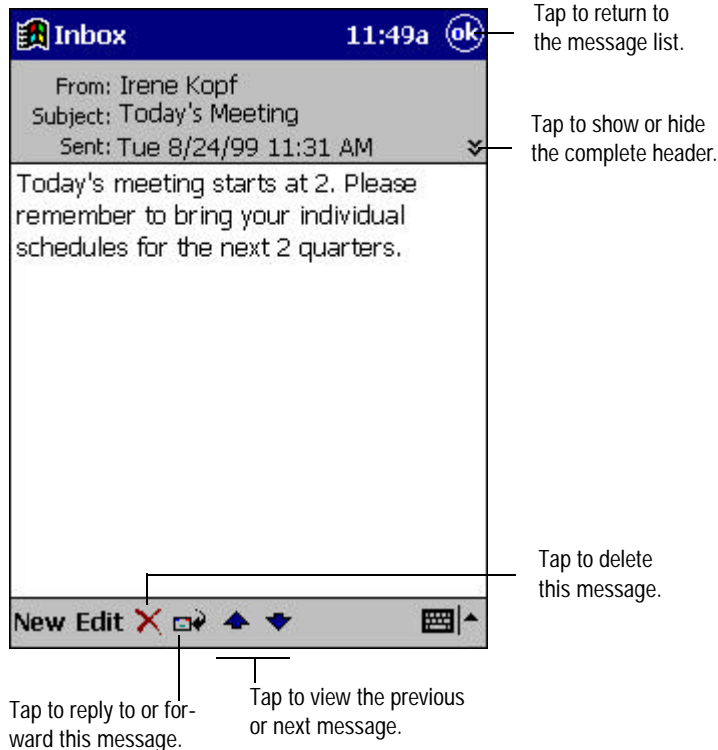 Tap to return to
the message list.
Inbox 11:49a ok
From: Irene Kopf
Subject: Today's Meeting
Sent: Tue 8/24/99 11:31 AM
Tap to show or hide
the complete header.
Today's meeting starts at 2. Please
remember to bring your individual
schedules for the next 2 quarters.
Tap to delete
this message.
New Edit
Tap to reply to or for-
ward this message.
Tap to view the previous
or next message.